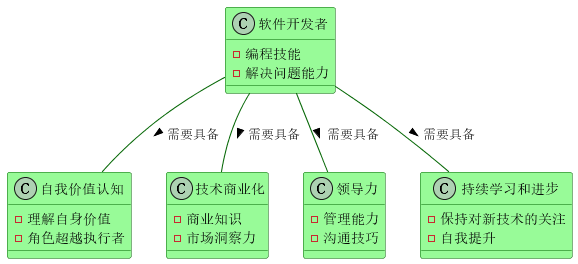 C 软件开发者
编程技能
解决问题能力
需要具备 需要具备 需要具备 需要具备
C 自我价值认知
理解自身价值
角色超越执行者
C 技术商业化
商业知识
市场洞察力
C 领导力
管理能力
沟通技巧
C 持续学习和进步
保持对新技术的关注
自我提升